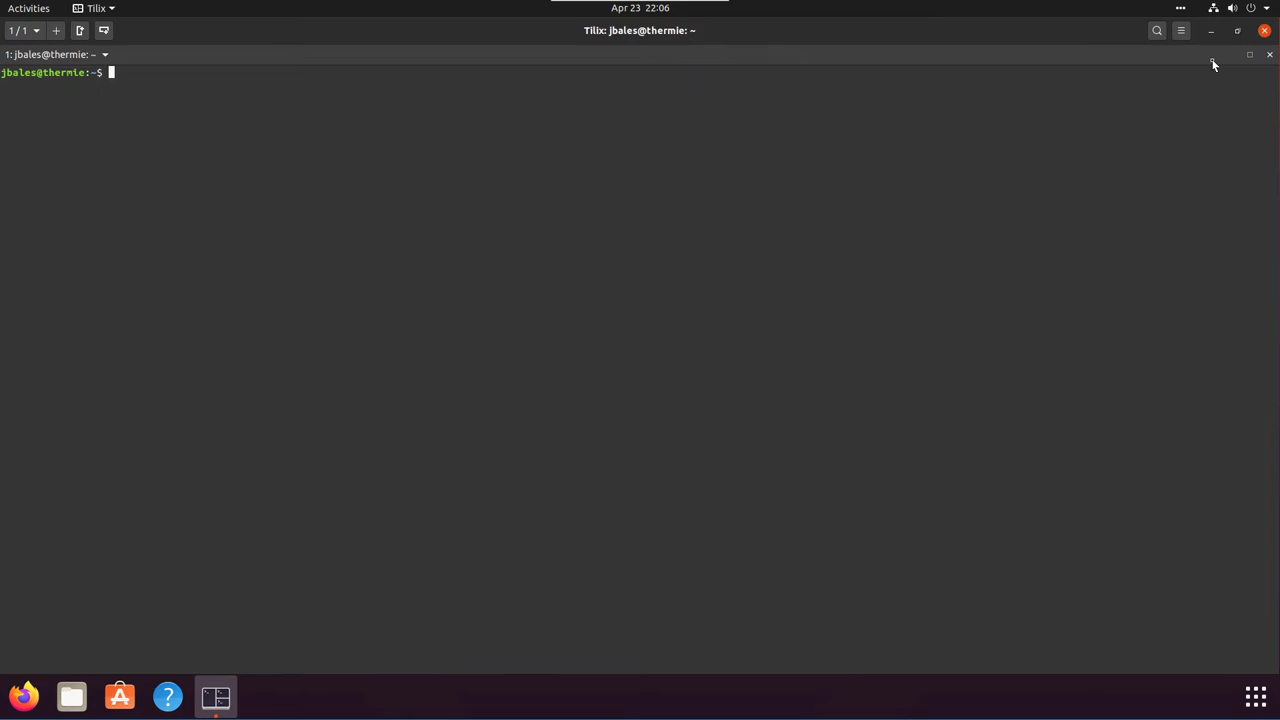 Activities
Tilix
Apr 23 22:06
1 / 1
Tilix: jbales@thermie: ~
1: jbales@thermie: ~
jbales@thermie:~$